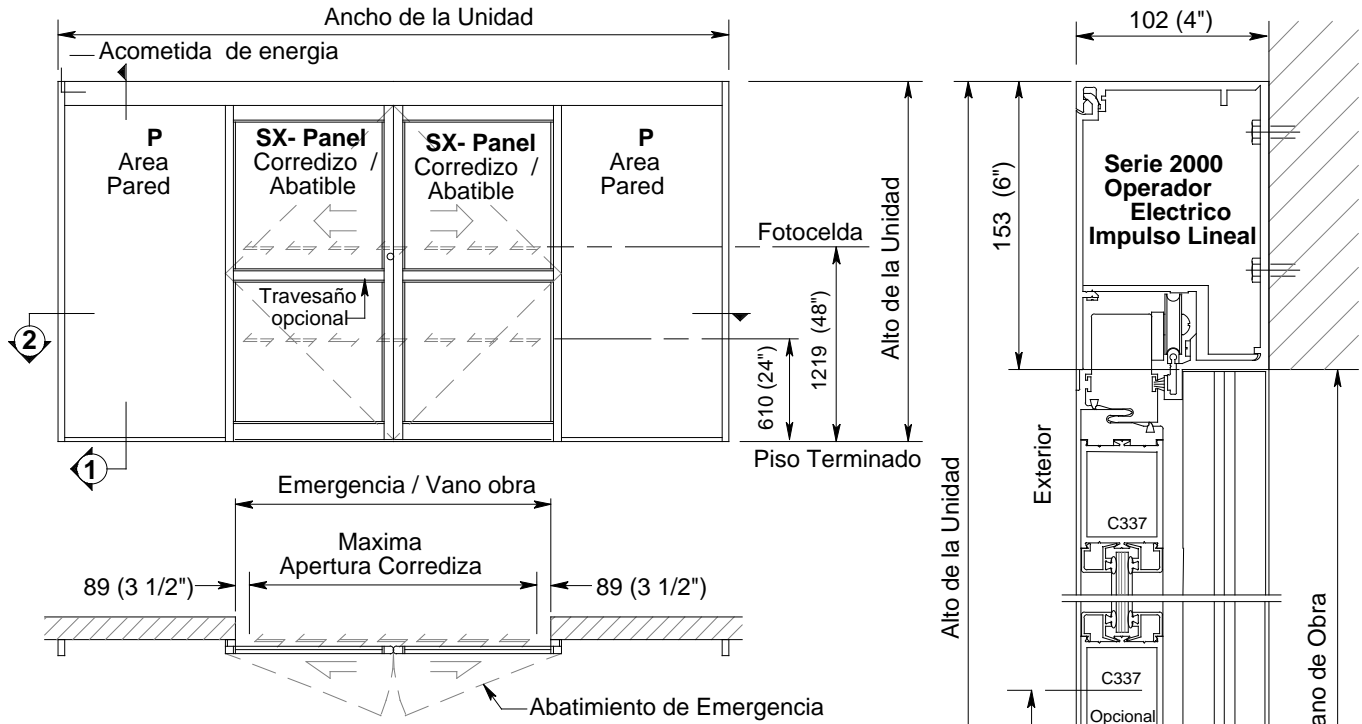 Ancho de la Unidad
Acometida de energia
P
Area
Pared
SX- Panel
Corredizo /
Abatible
SX- Panel
Corredizo /
Abatible
P
Area
Pared
Fotocelda
Travesaño
opcional
610 (24")
1219 (48")
Alto de la Unidad
Piso Terminado
2
1
Emergencia / Vano obra
Maxima
Apertura Corrediza
89 (3 1/2")
89 (3 1/2")
Abatimiento de Emergencia
102 (4")
153 (6")
Serie 2000
Operador
Electrico
Impulso Lineal
Alto de la Unidad
Exterior
C337
C337
Opcional
ano de Obra